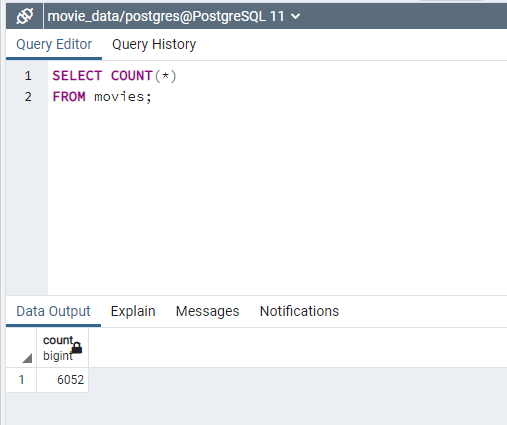 movie_data/postgres@PostgreSQL 11
Query Editor Query History
1 SELECT COUNT(*)
2 FROM movies;
Data Output Explain Messages Notifications
count
bigint
1 6052